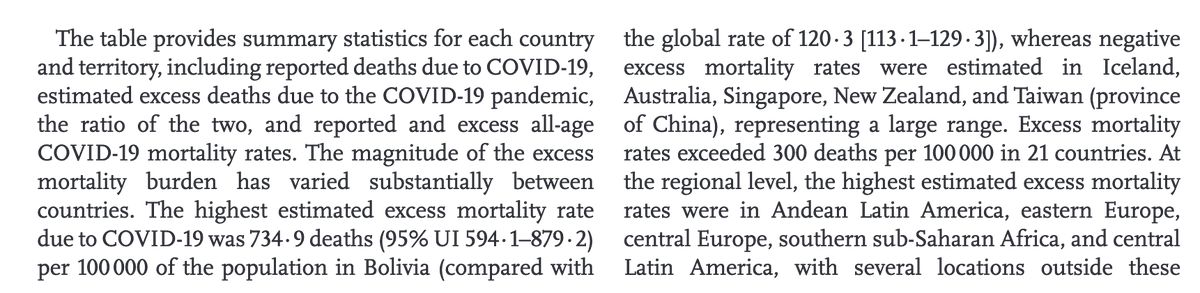 The table provides summary statistics for each country
and territory, including reported deaths due to COVID-19,
estimated excess deaths due to the COVID-19 pandemic,
the ratio of the two, and reported and excess all-age
COVID-19 mortality rates. The magnitude of the excess
mortality burden has varied substantially between
countries. The highest estimated excess mortality rate
due to COVID-19 was 734·9 deaths (95% UI 594·1–879·2)
per 100 000 of the population in Bolivia (compared with
the global rate of 120·3 [113·1–129·3]), whereas negative
excess mortality rates were estimated in Iceland,
Australia, Singapore, New Zealand, and Taiwan (province
of China), representing a large range. Excess mortality
rates exceeded 300 deaths per 100 000 in 21 countries. At
the regional level, the highest estimated excess mortality
rates were in Andean Latin America, eastern Europe,
central Europe, southern sub-Saharan Africa, and central
Latin America, with several locations outside these